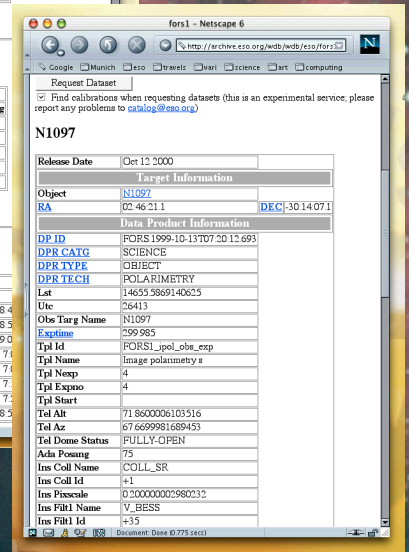 fors1 - Netscape 6
http://archive.eso.org/wdb/wdb/eso/fors
N
Google Munich eso travels vari science art computing
Request Dataset
Find calibrations when requesting datasets (this is an experimental service; please
report any problems to catalog@eso.org)
N1097
Release Date Oct 12 2000
Target Information
Object N1097
RA 02:46:21.1 DEC -30:14:07.1
Data Product Information
DP ID FORS.1999-10-13T07:20:12.693
DPR CATG SCIENCE
DPR TYPE OBJECT
DPR TECH POLARIMETRY
Lst 14655.5869140625
Utc 26413
Obs Targ Name N1097
Exptime 299.985
Tpl Id FORS1_ipol_obs_exp
Tpl Name Image polarimetry s
Tpl Nexp 4
Tpl Expno 4
Tpl Start
Tel Alt 71.8600006103516
Tel Az 67.6699981689453
Tel Dome Status FULLY-OPEN
Ada Posang 75
Ins Coll Name COLL_SR
Ins Coll Id +1
Ins Pixscale 0.200000002980232
Ins Filt1 Name V_BESS
Ins Filt1 Id +35
Document: Done (0.775 secs)